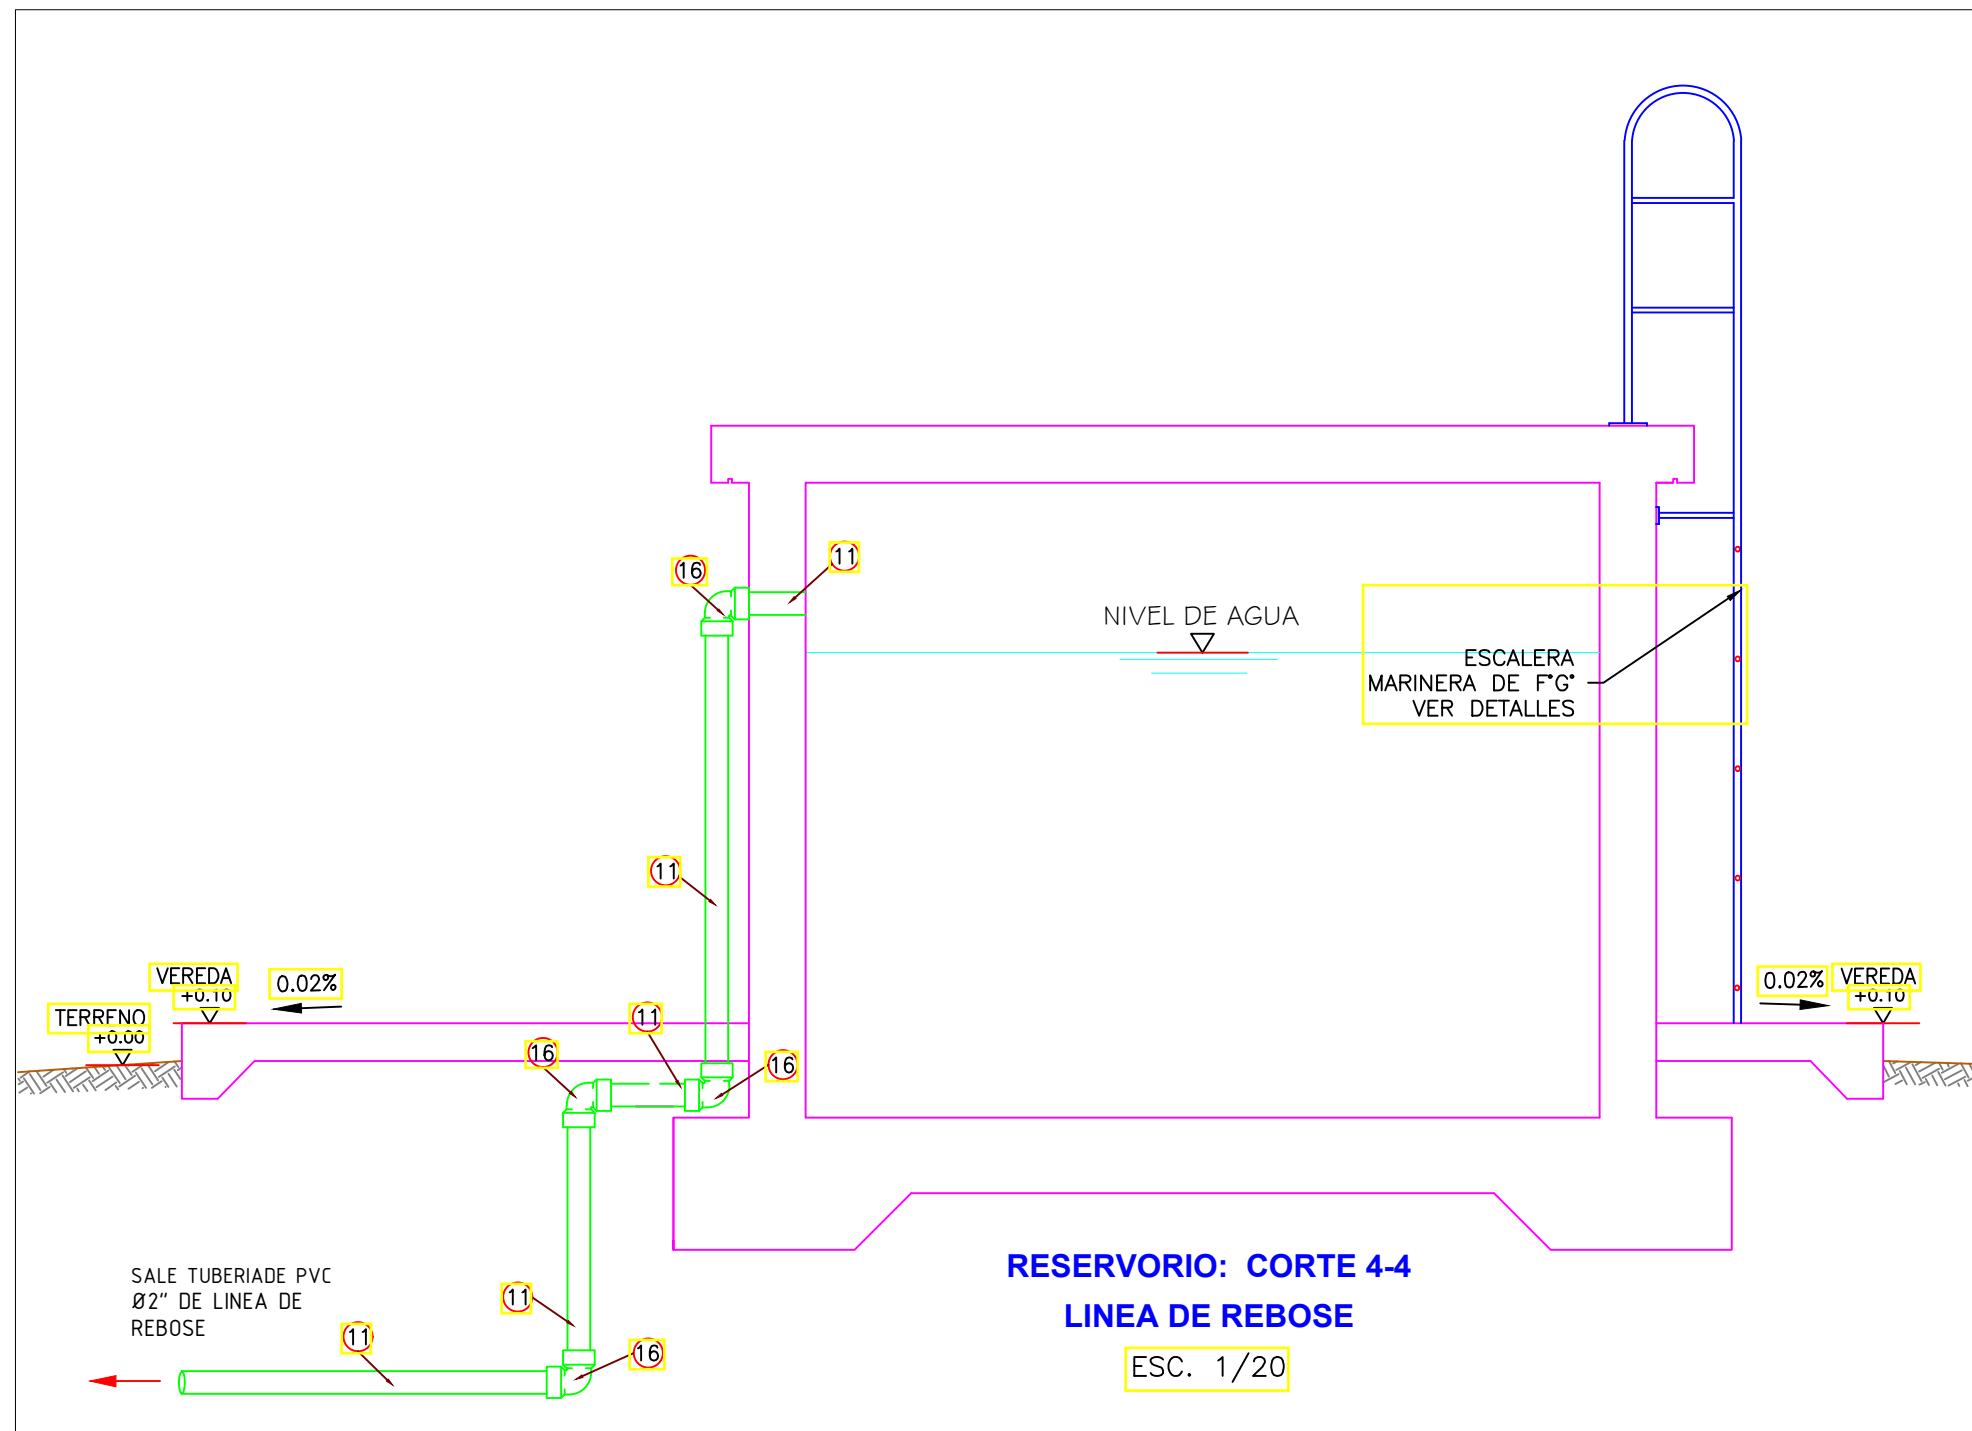 16
11
NIVEL DE AGUA
ESCALERA
MARINERA DE F°G°
VER DETALLES
11
VEREDA
+0.10
0.02%
0.02%
VEREDA
+0.10
TERRENO
+0.00
11
16
16
SALE TUBERIADE PVC
Ø2" DE LINEA DE
REBOSE
11
11
16
RESERVORIO: CORTE 4-4
LINEA DE REBOSE
ESC. 1/20